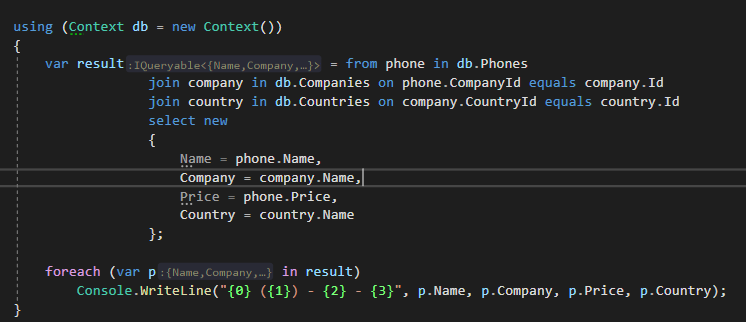 using (Context db = new Context())
{
    var result :IQueryable<{Name,Company,…}> = from phone in db.Phones
                 join company in db.Companies on phone.CompanyId equals company.Id
                 join country in db.Countries on company.CountryId equals country.Id
                 select new
                 {
                     Name = phone.Name,
                     Company = company.Name,
                     Price = phone.Price,
                     Country = country.Name
                 };
    foreach (var p :{Name,Company,…} in result)
        Console.WriteLine("{0} ({1}) - {2} - {3}", p.Name, p.Company, p.Price, p.Country);
}